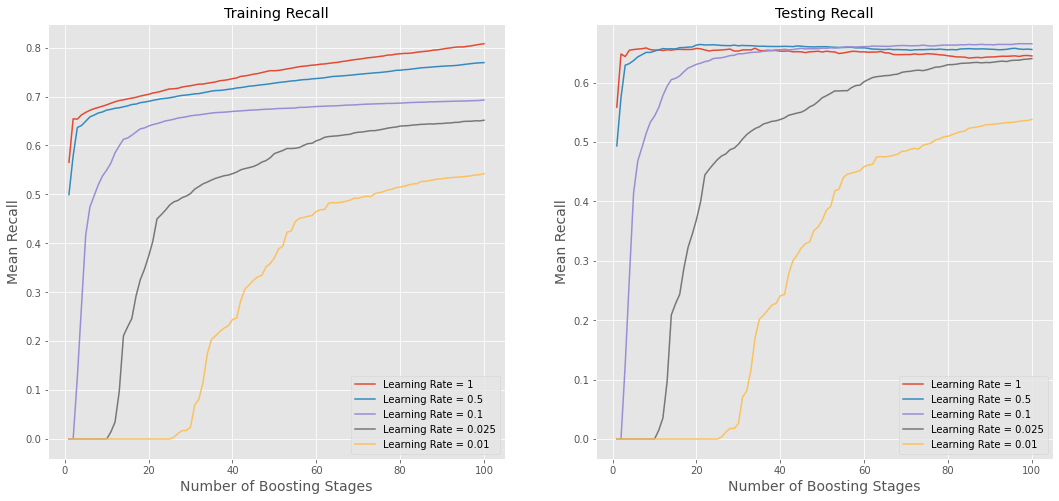 Training Recall
Mean Recall
0.8
0.7
0.6
0.5
0.4
0.3
0.2
0.1
0.0
0 20 40 60 80 100
Number of Boosting Stages
Learning Rate = 1
Learning Rate = 0.5
Learning Rate = 0.1
Learning Rate = 0.025
Learning Rate = 0.01
Testing Recall
Mean Recall
0.6
0.5
0.4
0.3
0.2
0.1
0.0
0 20 40 60 80 100
Number of Boosting Stages
Learning Rate = 1
Learning Rate = 0.5
Learning Rate = 0.1
Learning Rate = 0.025
Learning Rate = 0.01